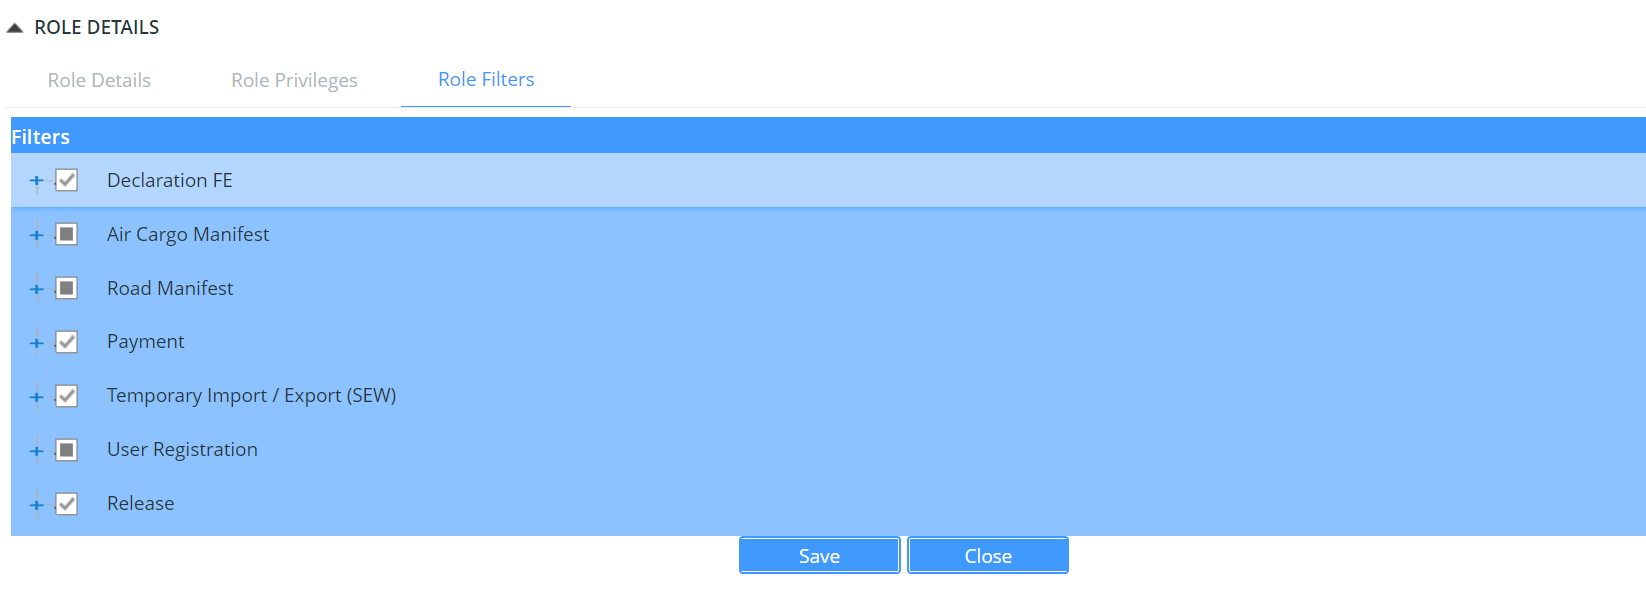 ROLE DETAILS
Role Details Role Privileges Role Filters
Filters
Declaration FE
Air Cargo Manifest
Road Manifest
Payment
Temporary Import / Export (SEW)
User Registration
Release
Save Close